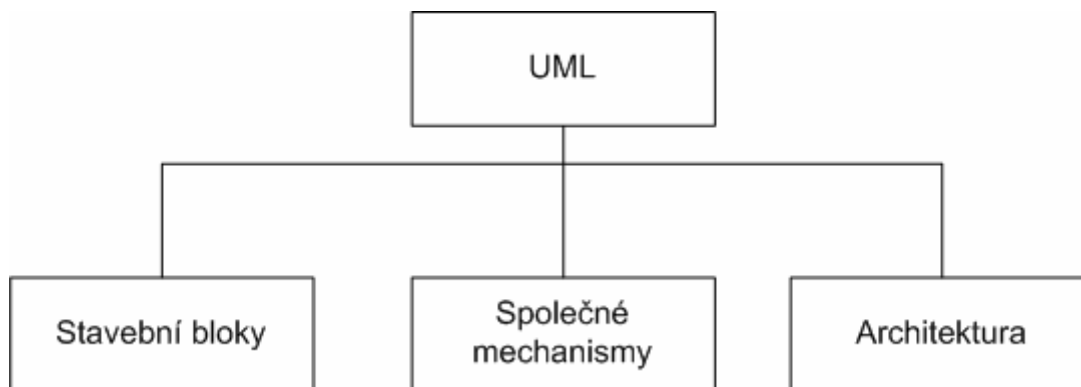 UML
Stavební bloky
Společné
mechanismy
Architektura